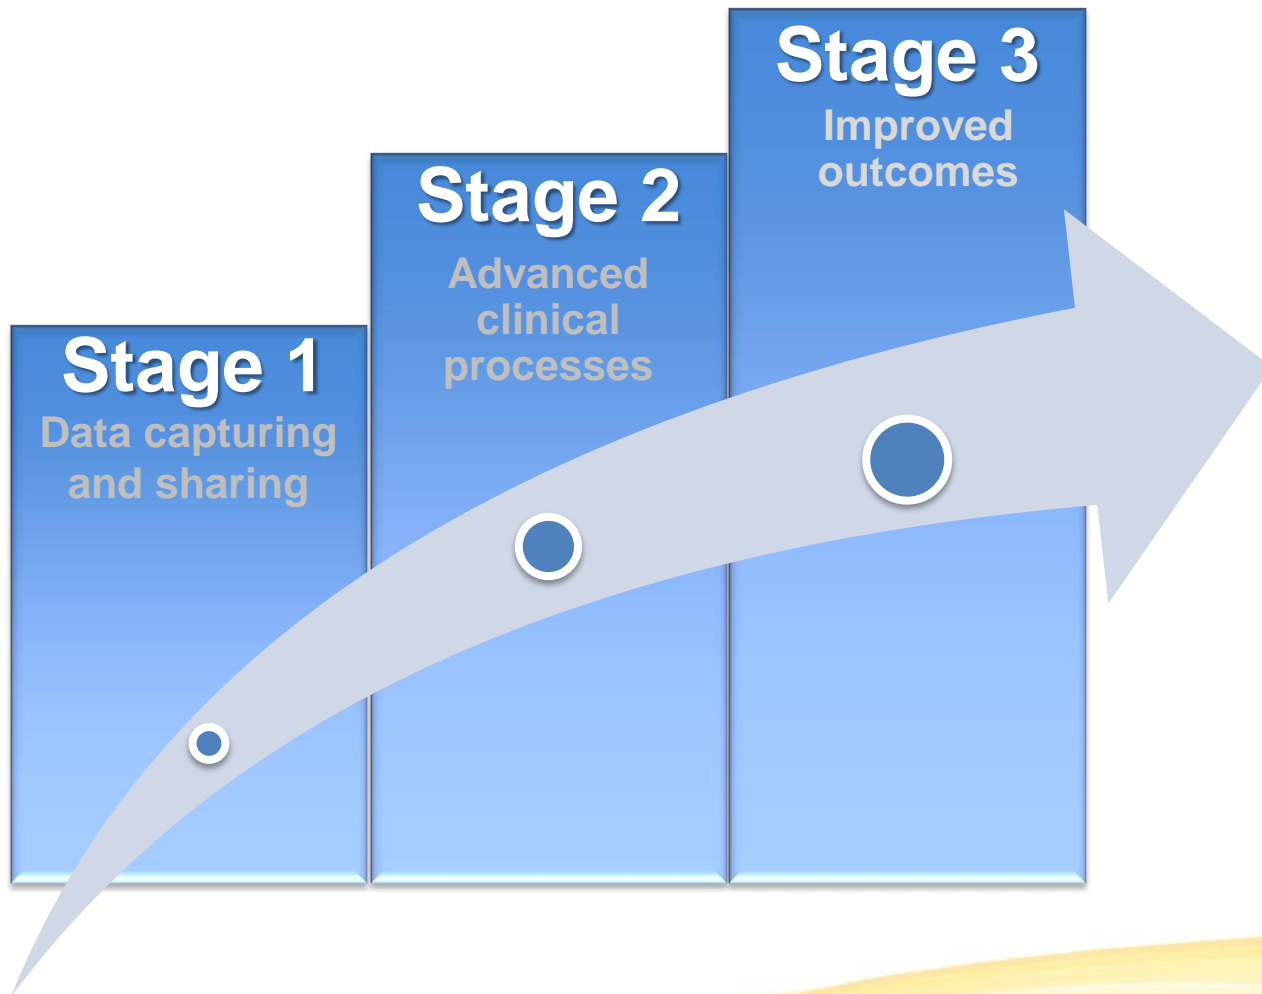 Stage 1
Data capturing
and sharing
Stage 2
Advanced
clinical
processes
Stage 3
Improved
outcomes